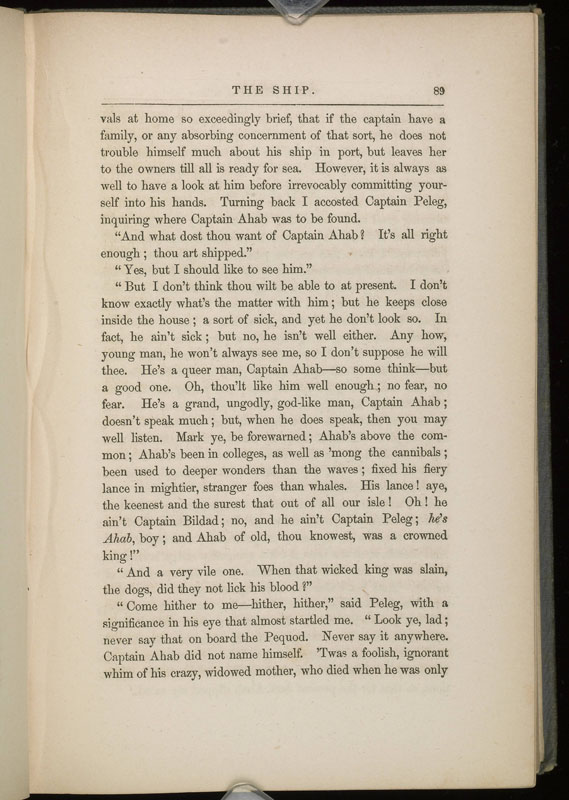 THE SHIP. 89
vals at home so exceedingly brief, that if the captain have a
family, or any absorbing concernment of that sort, he does not
trouble himself much about his ship in port, but leaves her
to the owners till all is ready for sea. However, it is always as
well to have a look at him before irrevocably committing your-
self into his hands. Turning back I accosted Captain Peleg,
inquiring where Captain Ahab was to be found.
“And what dost thou want of Captain Ahab? It’s all right
enough; thou art shipped.”
“Yes, but I should like to see him.”
“But I don’t think thou wilt be able to at present. I don’t
know exactly what’s the matter with him; but he keeps close
inside the house; a sort of sick, and yet he don’t look so. In
fact, he ain’t sick; but no, he isn’t well either. Any how,
young man, he won’t always see me, so I don’t suppose he will
thee. He’s a queer man, Captain Ahab—so some think—but
a good one. Oh, thou’lt like him well enough; no fear, no
fear. He’s a grand, ungodly, god-like man, Captain Ahab;
doesn’t speak much; but, when he does speak, then you may
well listen. Mark ye, be forewarned; Ahab’s above the com-
mon; Ahab’s been in colleges, as well as ’mong the cannibals;
been used to deeper wonders than the waves; fixed his fiery
lance in mightier, stranger foes than whales. His lance! aye,
the keenest and the surest that out of all our isle! Oh! he
ain’t Captain Bildad; no, and he ain’t Captain Peleg; he’s
Ahab, boy; and Ahab of old, thou knowest, was a crowned
king!”
“And a very vile one. When that wicked king was slain,
the dogs, did they not lick his blood?”
“Come hither to me—hither, hither,” said Peleg, with a
significance in his eye that almost startled me. “Look ye, lad;
never say that on board the Pequod. Never say it anywhere.
Captain Ahab did not name himself. ’Twas a foolish, ignorant
whim of his crazy, widowed mother, who died when he was only